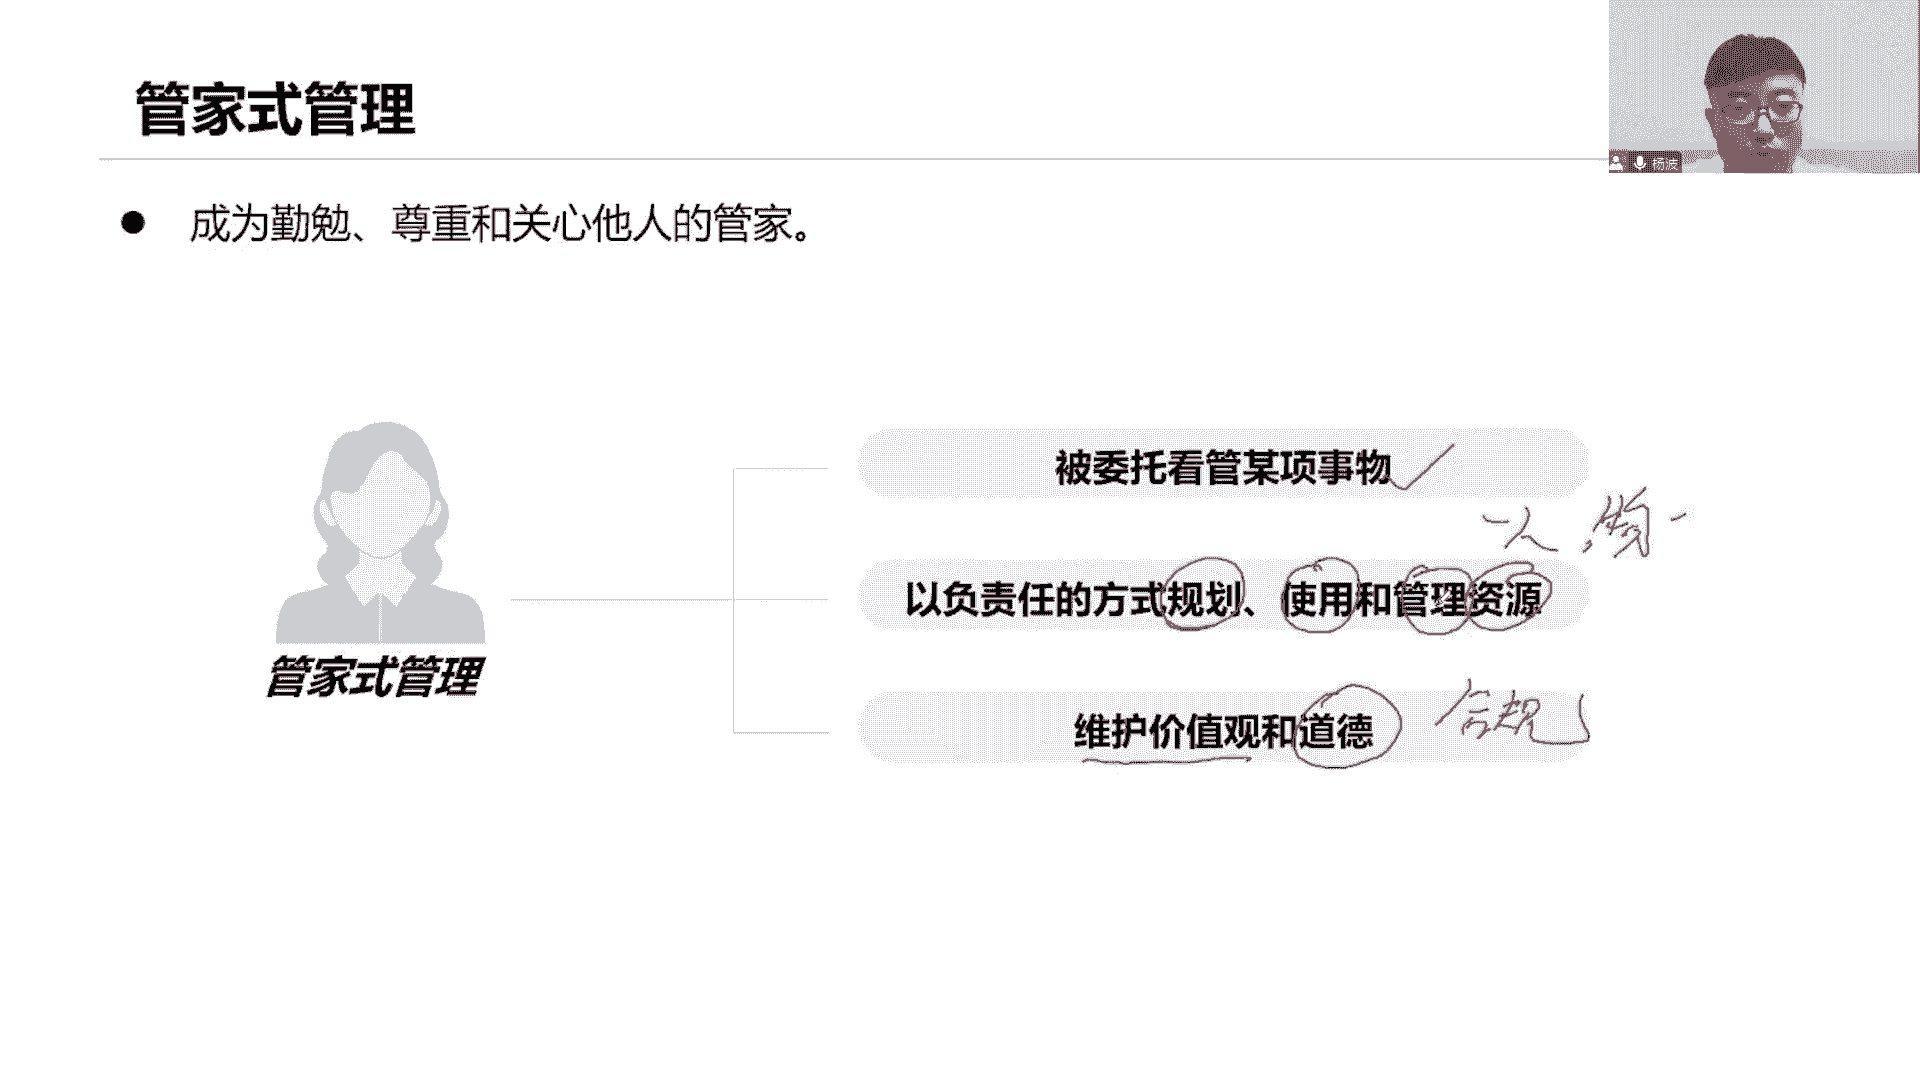 管家式管理
杨波
● 成为勤勉、尊重和关心他人的管家。
被委托看管某项事物
人,物
以负责任的方式规划、使用和管理资源
管家式管理
维护价值观和道德
合规